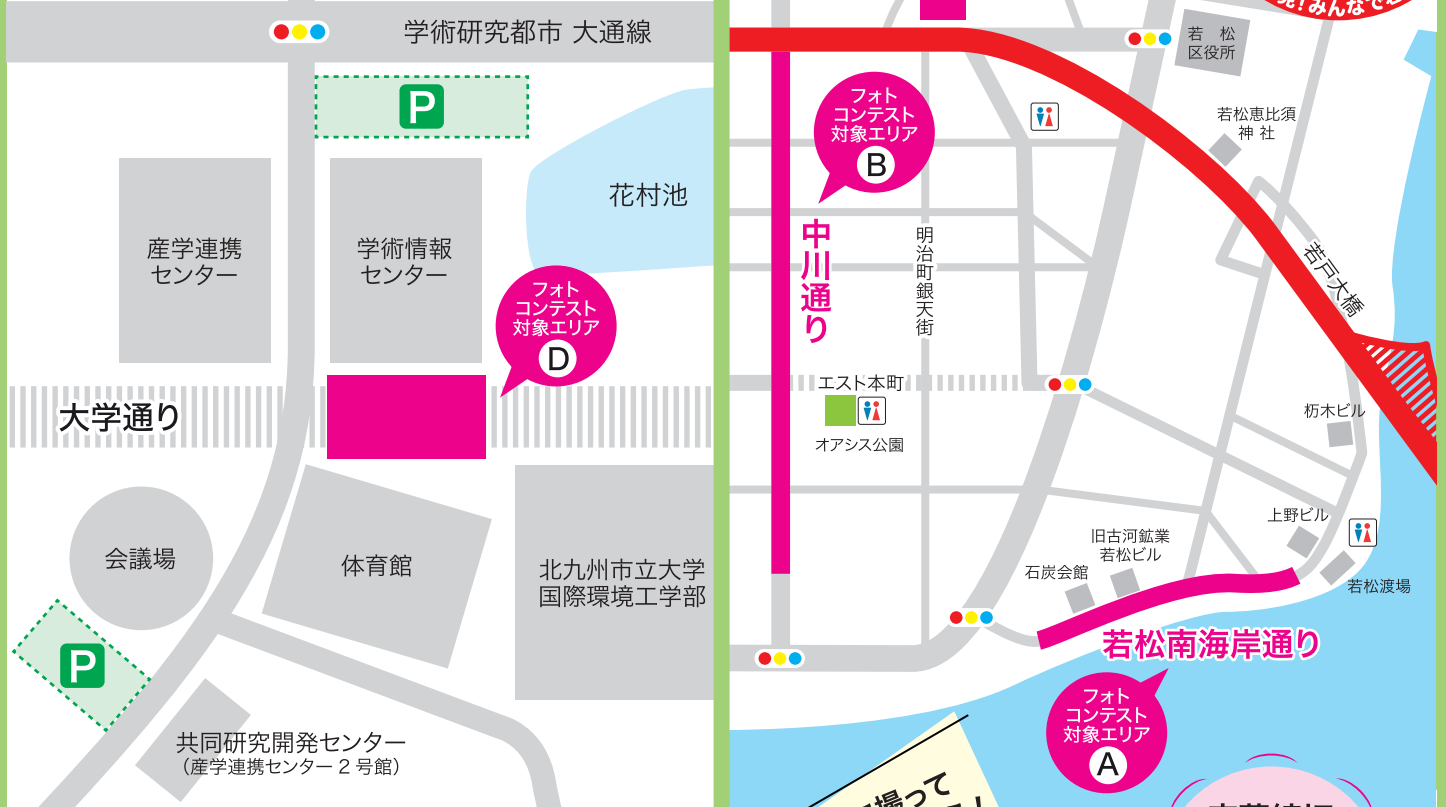 学術研究都市 大通線
P
花村池
産学連携
センター
学術情報
センター
フォト
コンテスト
対象エリア
D
大学通り
会議場
体育館
北九州市立大学
国際環境工学部
P
共同研究開発センター
(産学連携センター2号館)
!みんなで
若 松
区役所
フォト
コンテスト
対象エリア
B
若松恵比須
神 社
中川通り
明治町銀天街
若戸大橋
エスト本町
オアシス公園
杤木ビル
上野ビル
旧古河鉱業
若松ビル
石炭会館
若松渡場
若松南海岸通り
フォト
コンテスト
対象エリア
A
撮って